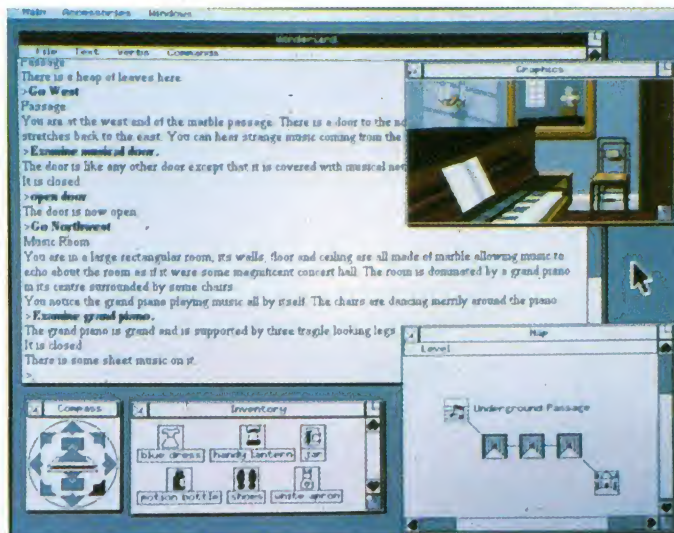 Main Accessories Windows
Wonderland
File Text Verbs Commands
Passage
There is a heap of leaves here
>Go West
Passage
You are at the west end of the marble passage. There is a door to the
stretches back to the east. You can hear strange music coming from the
>Examine musical door.
The door is like any other door except that it is covered with musical
It is closed
>open door
The door is now open
>Go Northwest
Music Room
You are in a large rectangular room, its walls, floor and ceiling are all made of marble allowing music to
echo about the room as if it were some magnificent concert hall. The room is dominated by a grand piano
in its centre surrounded by some chairs
You notice the grand piano playing music all by itself. The chairs are dancing merrily around the piano
>Examine grand piano.
The grand piano is grand and is supported by three fragile looking legs
It is closed
There is some sheet music on it.
>
Graphics
Map
Level
Underground Passage
Compass
Inventory
blue dress handy lantern jar
potion bottle shoes white apron